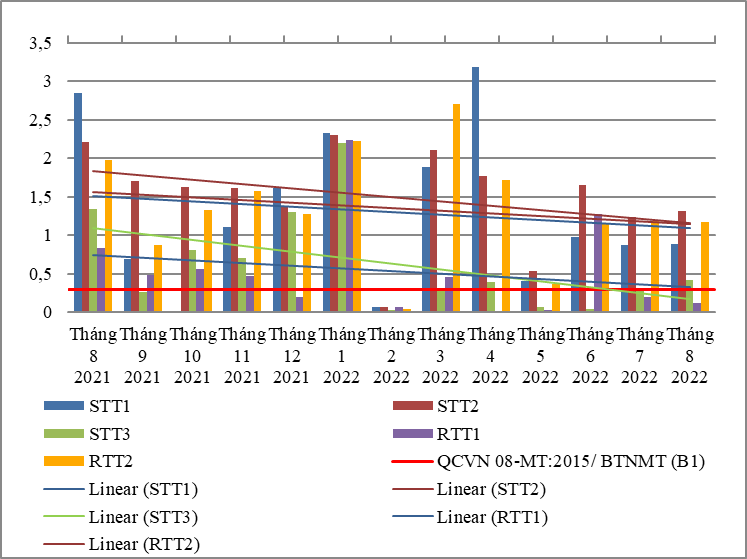 3,5
3
2,5
2
1,5
1
0,5
0
Tháng Tháng Tháng Tháng Tháng Tháng Tháng Tháng Tháng Tháng Tháng Tháng Tháng
8 9 10 11 12 1 2 3 4 5 6 7 8
2021 2021 2021 2021 2021 2022 2022 2022 2022 2022 2022 2022 2022
STT1 STT2
STT3 RTT1
RTT2 QCVN 08-MT:2015/ BTNMT (B1)
Linear (STT1) Linear (STT2)
Linear (STT3) Linear (RTT1)
Linear (RTT2)